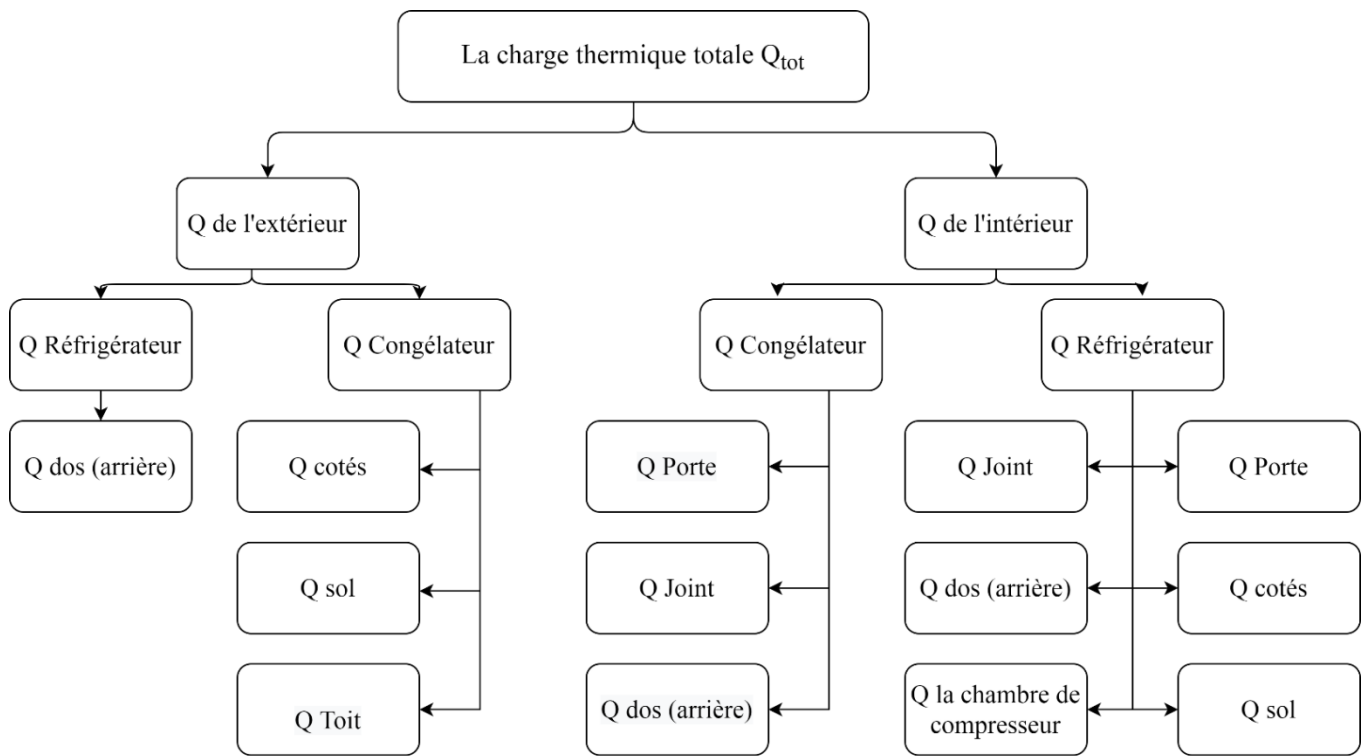 La charge thermique totale Qtot
Q de l'extérieur
Q de l'intérieur
Q Réfrigérateur
Q Congélateur
Q Congélateur
Q Réfrigérateur
Q dos (arrière)
Q cotés
Q Porte
Q Joint
Q Porte
Q sol
Q Joint
Q dos (arrière)
Q cotés
Q Toit
Q dos (arrière)
Q la chambre de
compresseur
Q sol